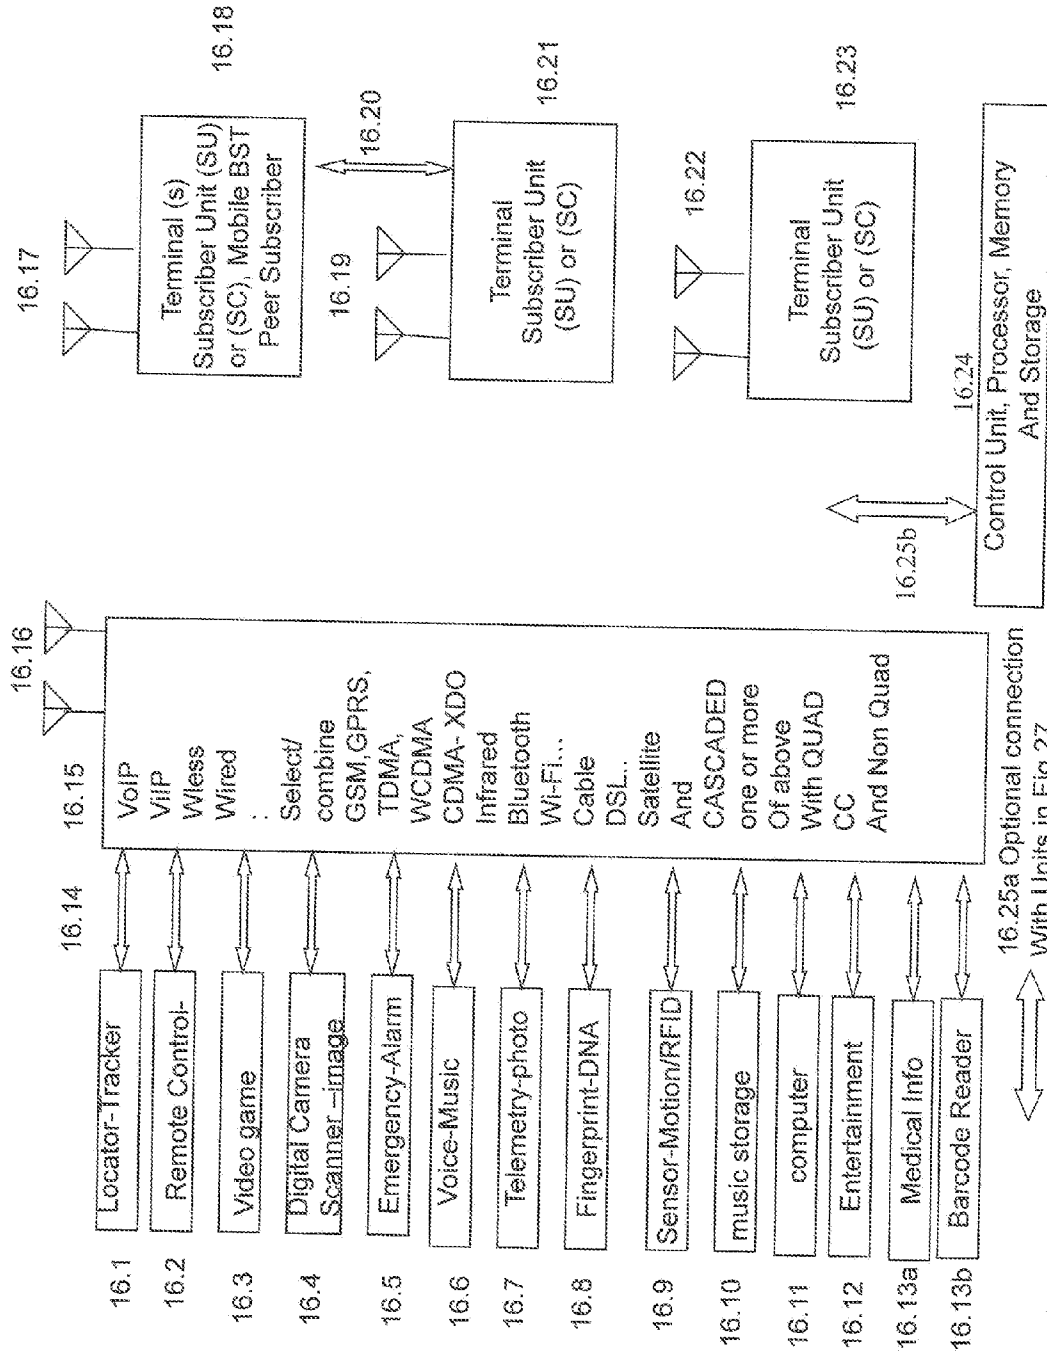 16.1
Locator-Tracker
16.2
Remote Control-
16.3
Video game
16.4
Digital Camera
Scanner –image
16.5
Emergency-Alarm
16.6
Voice-Music
16.7
Telemetry-photo
16.8
Fingerprint-DNA
16.9
Sensor-Motion/RFID
16.10
music storage
16.11
computer
16.12
Entertainment
16.13a
Medical Info
16.13b
Barcode Reader
16.14
16.15
16.16
VoIP
ViIP
Wless
Wired
:
Select/
combine
GSM,GPRS,
TDMA,
WCDMA
CDMA- XDO
Infrared
Bluetooth
Wi-Fi...
Cable
DSL..
Satellite
And
CASCADED
one or more
Of above
With QUAD
CC
And Non Quad
16.25a Optional connection
With Units in Fig 27
16.17
16.18
Terminal (s)
Subscriber Unit (SU)
or (SC), Mobile BST
Peer Subscriber
16.19
16.20
16.21
Terminal
Subscriber Unit
(SU) or (SC)
16.22
16.23
Terminal
Subscriber Unit
(SU) or (SC)
16.25b
16.24
Control Unit, Processor, Memory
And Storage